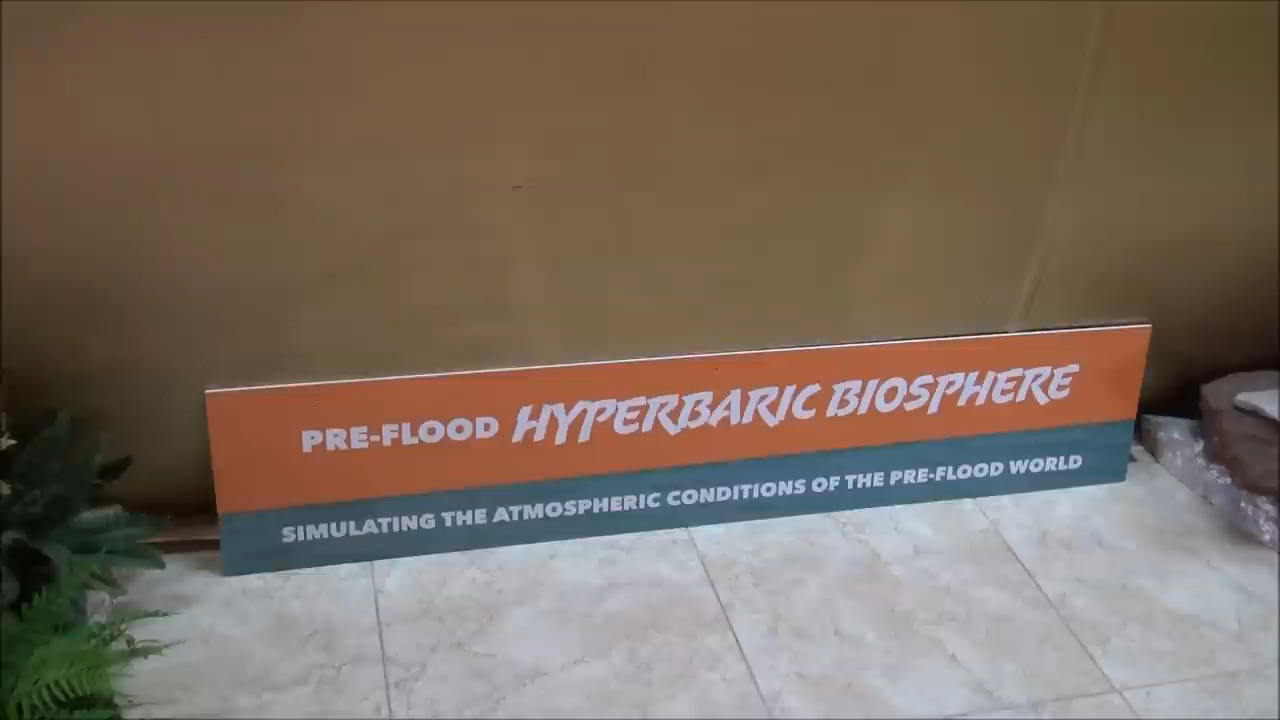 PRE-FLOOD HYPERBARIC BIOSPHERE
SIMULATING THE ATMOSPHERIC CONDITIONS OF THE PRE-FLOOD WORLD